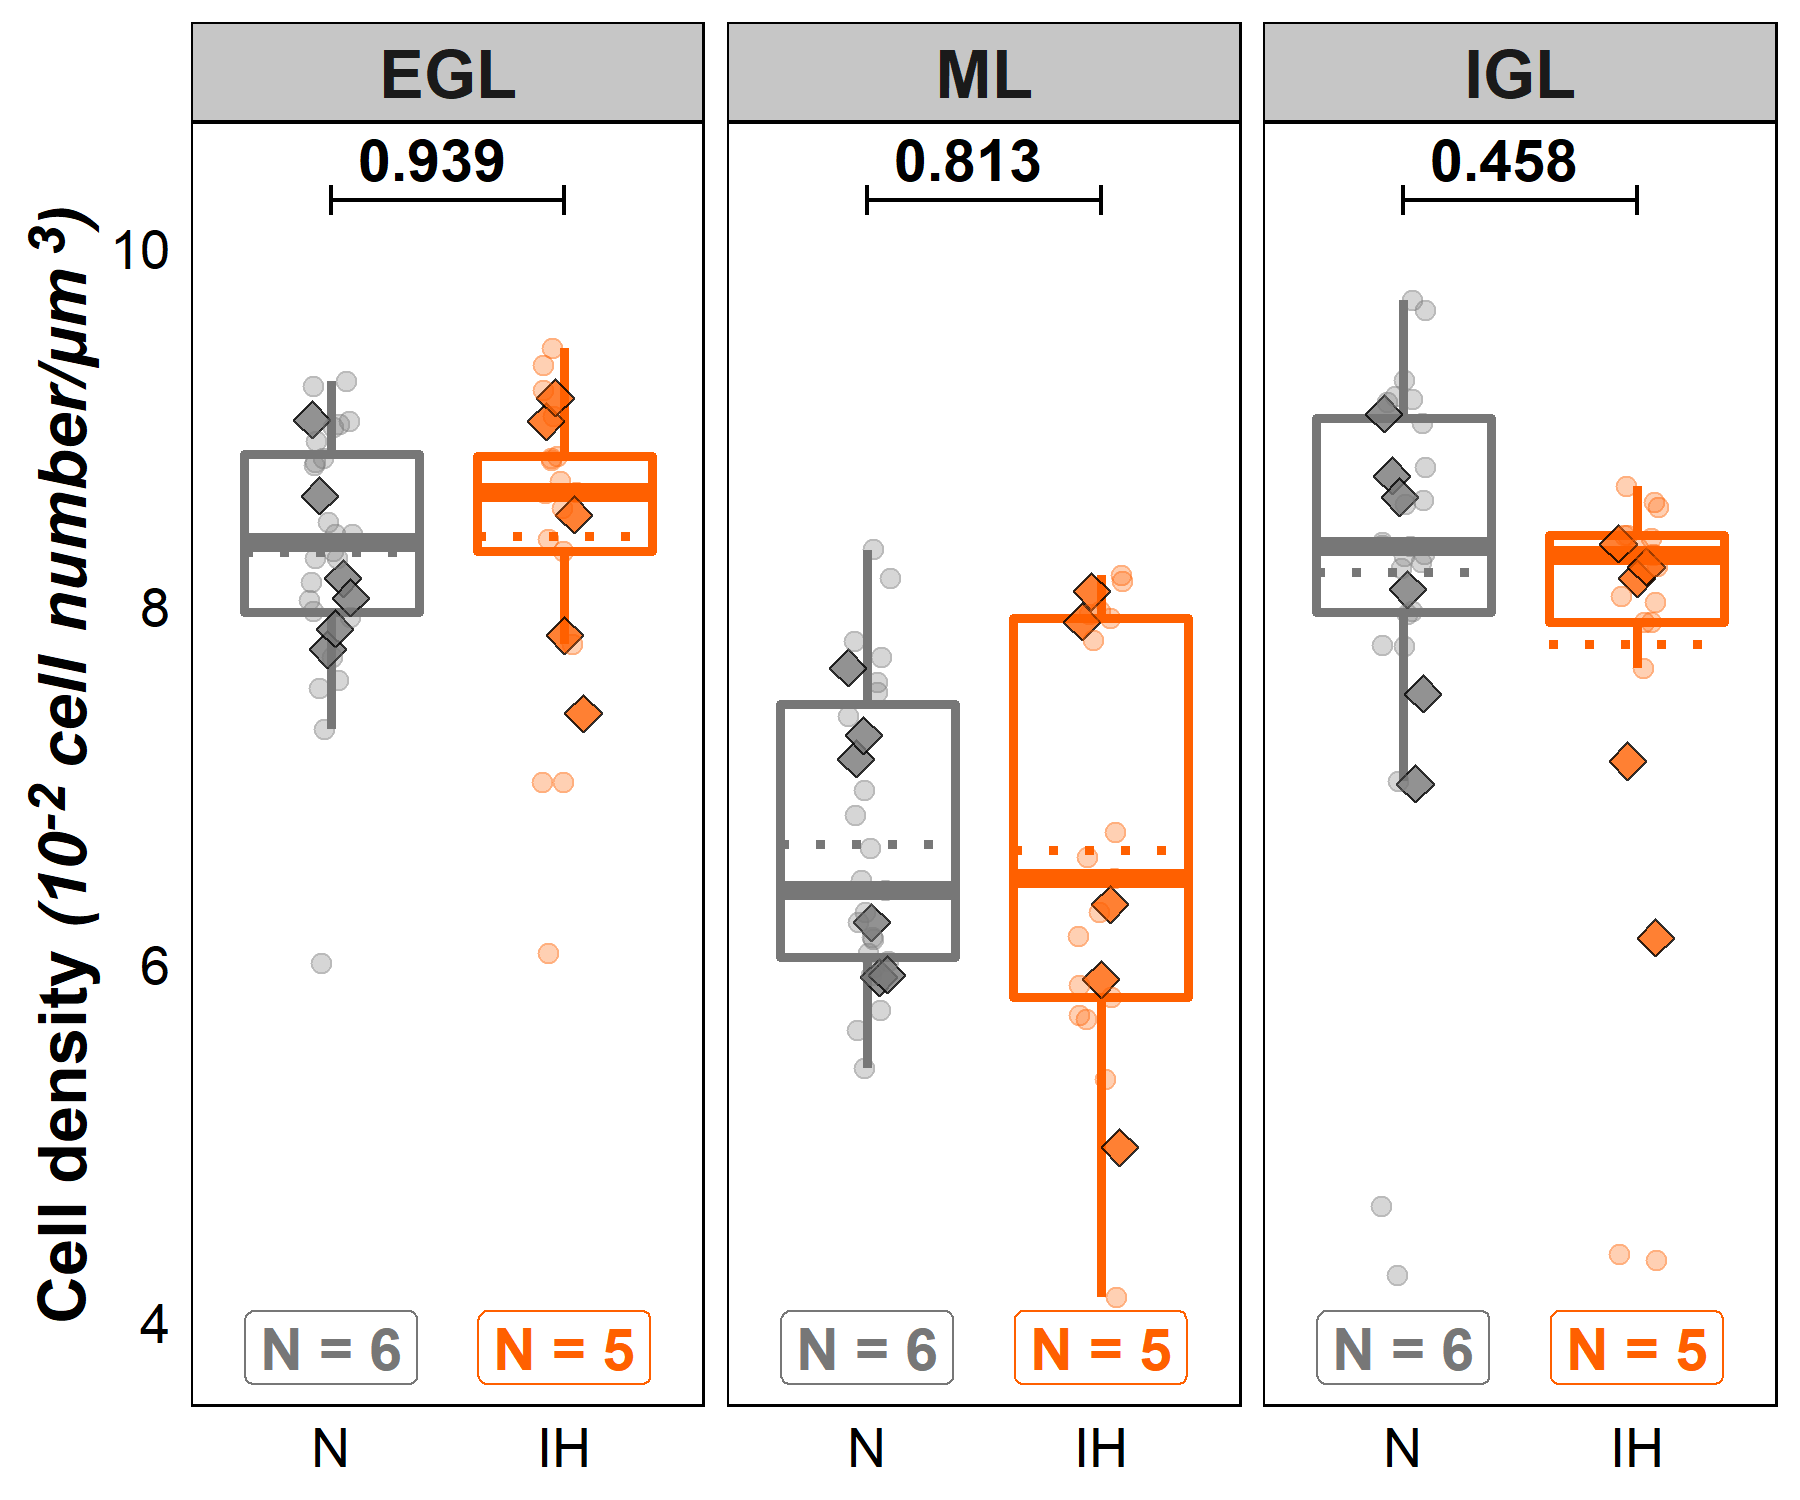 EGL ML IGL
0.939 0.813 0.458
Cell density (10⁻² cell number/µm ³)
10
8
6
4
N = 6 N = 5 N = 6 N = 5 N = 6 N = 5
N IH N IH N IH